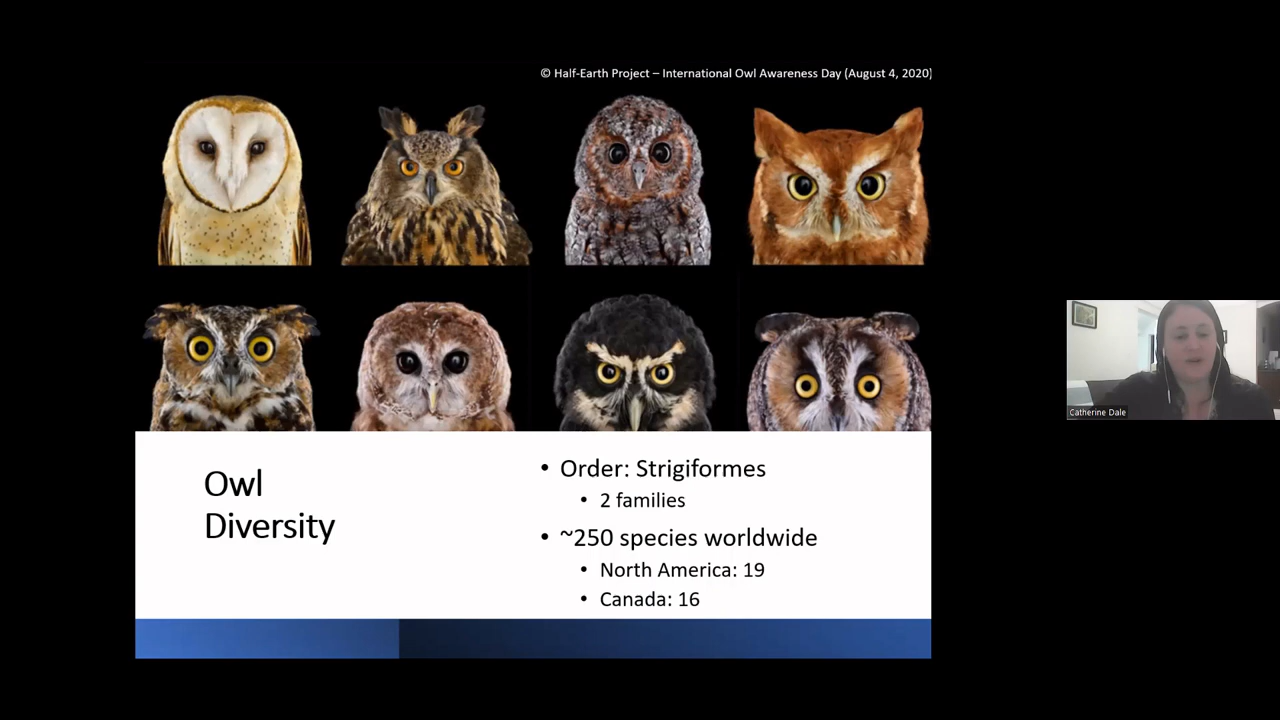 © Half-Earth Project – International Owl Awareness Day (August 4, 2020)
Owl
Diversity
• Order: Strigiformes
• 2 families
• ~250 species worldwide
• North America: 19
• Canada: 16
Catherine Dale